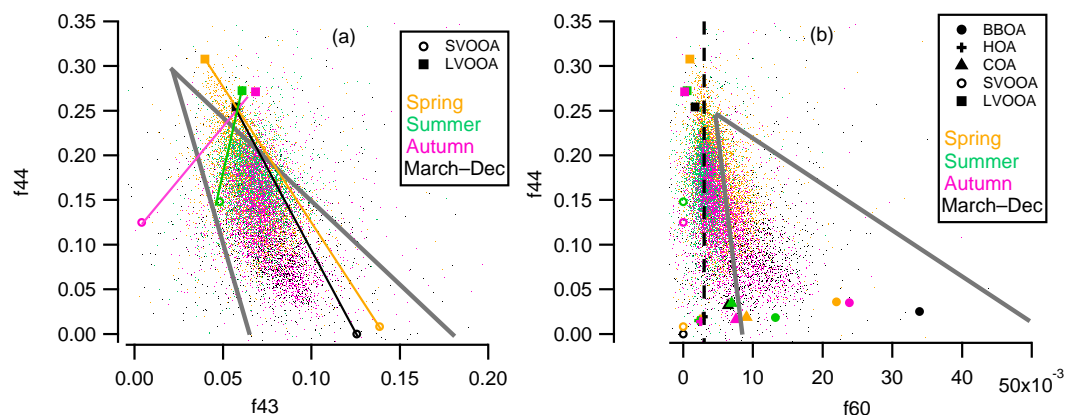 (a)
f44
0.35
0.30
0.25
0.20
0.15
0.10
0.05
0.00
0.00 0.05 0.10 0.15 0.20
f43
SVOOA
LVOOA
Spring
Summer
Autumn
March–Dec
(b)
f44
0.35
0.30
0.25
0.20
0.15
0.10
0.05
0.00
0 10 20 30 40 50x10⁻³
f60
BBOA
HOA
COA
SVOOA
LVOOA
Spring
Summer
Autumn
March–Dec